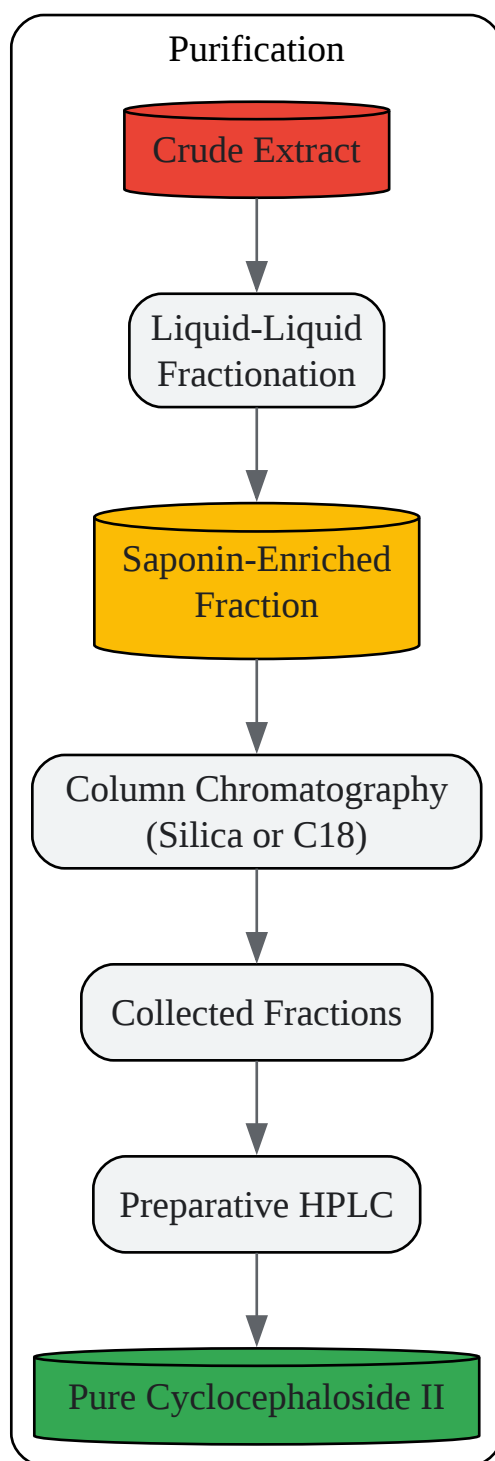 Purification
Crude Extract
Liquid-Liquid
Fractionation
Saponin-Enriched
Fraction
Column Chromatography
(Silica or C18)
Collected Fractions
Preparative HPLC
Pure Cyclocephaloside II